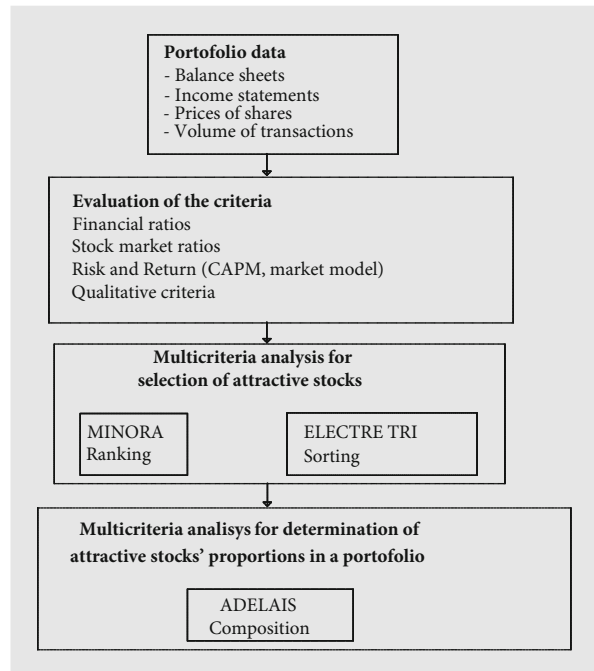 Portofolio data
- Balance sheets
- Income statements
- Prices of shares
- Volume of transactions
Evaluation of the criteria
Financial ratios
Stock market ratios
Risk and Return (CAPM, market model)
Qualitative criteria
Multicriteria analysis for
selection of attractive stocks
MINORA
Ranking
ELECTRE TRI
Sorting
Multicriteria analisys for determination of
attractive stocks' proportions in a portofolio
ADELAIS
Composition